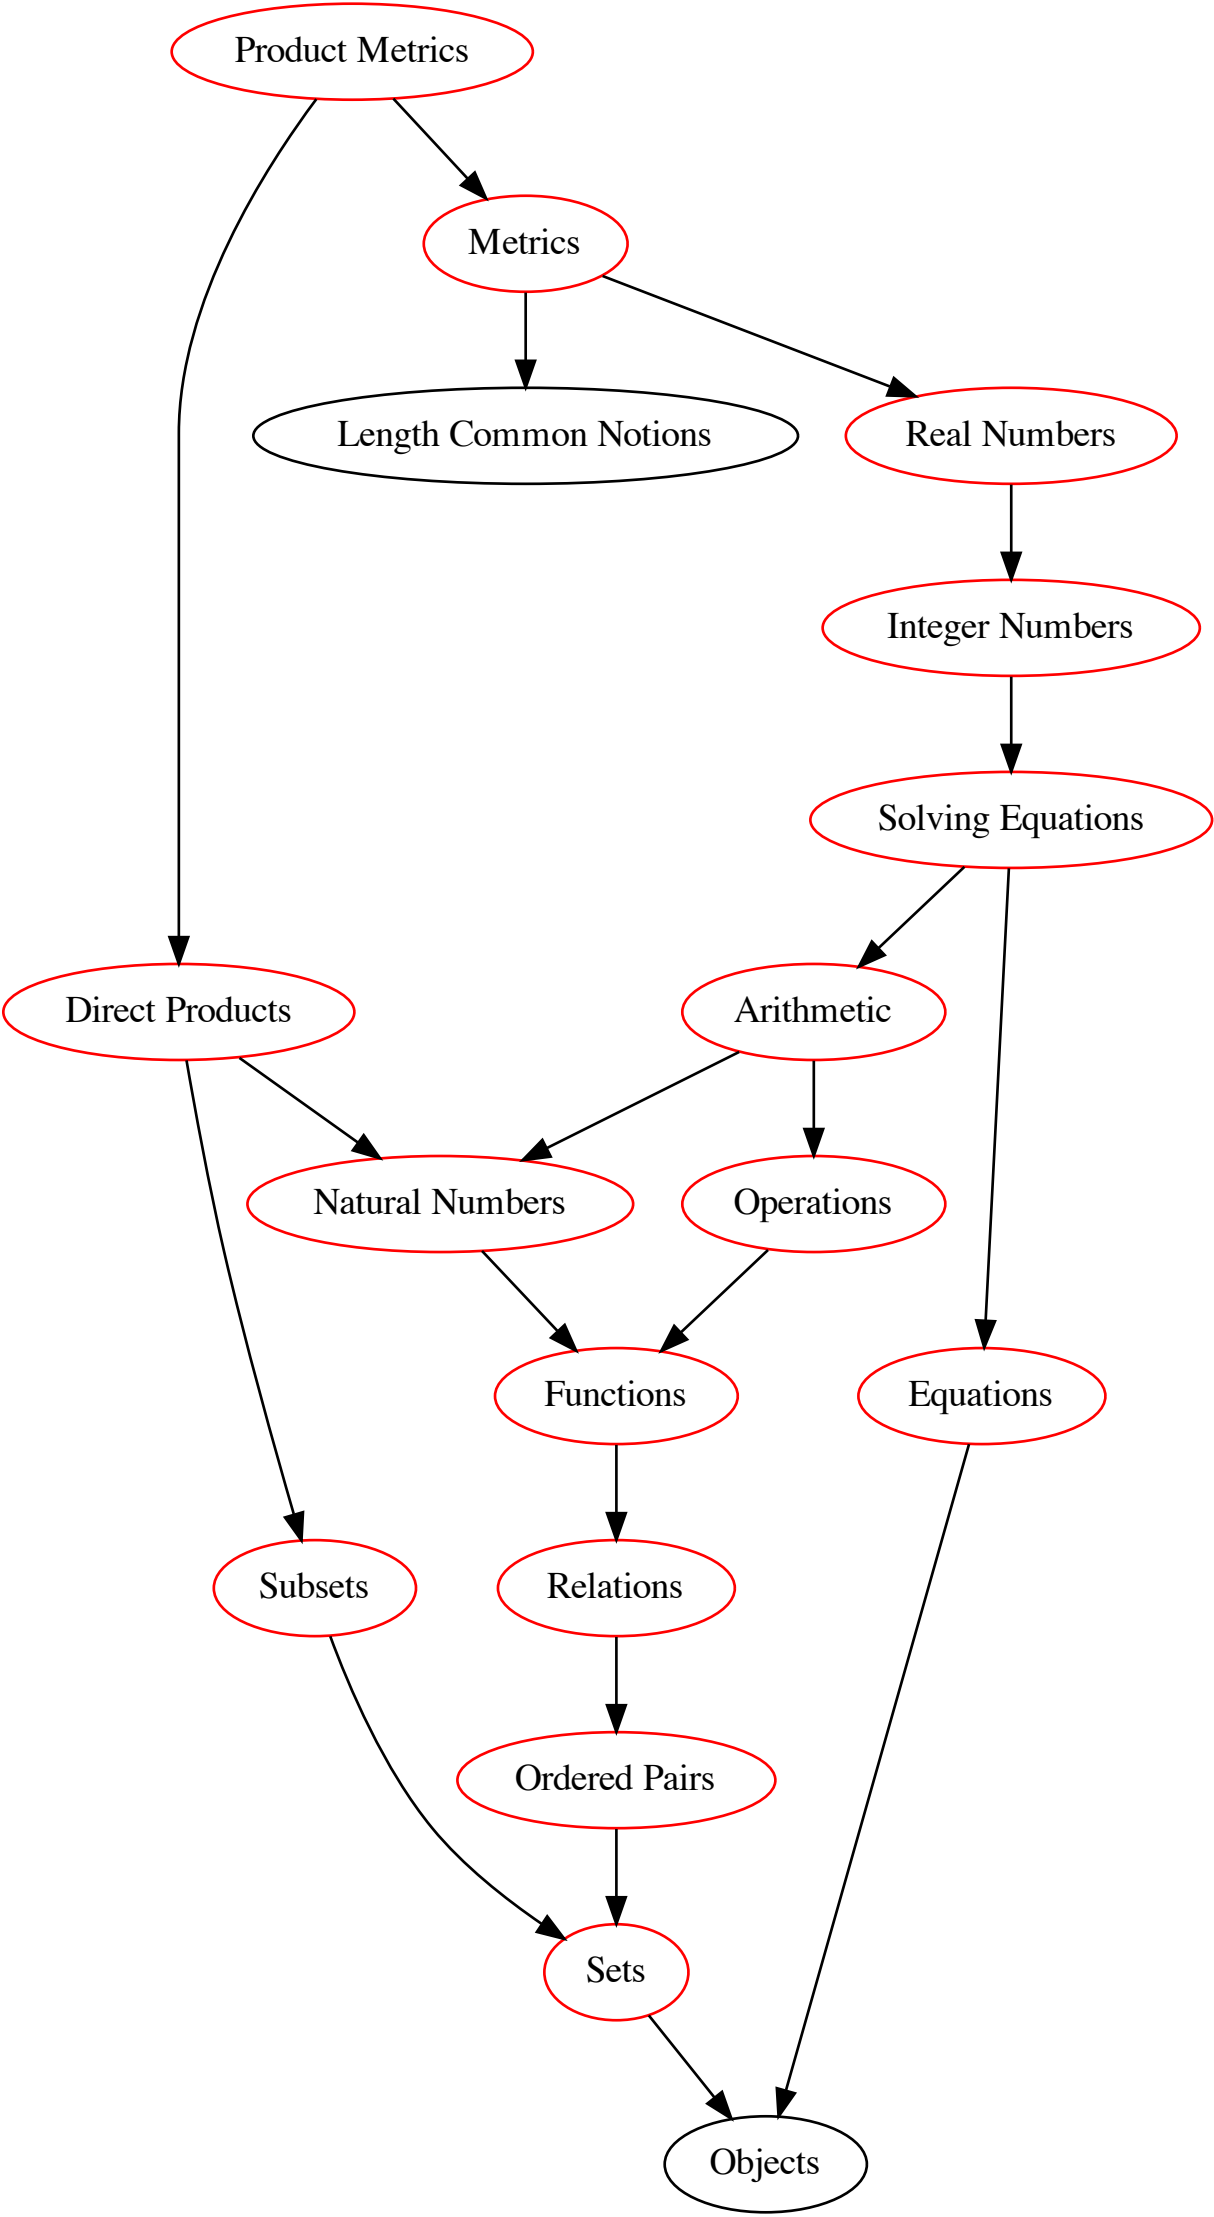 Product Metrics
Metrics
Length Common Notions
Real Numbers
Integer Numbers
Solving Equations
Direct Products
Arithmetic
Natural Numbers
Operations
Functions
Equations
Subsets
Relations
Ordered Pairs
Sets
Objects